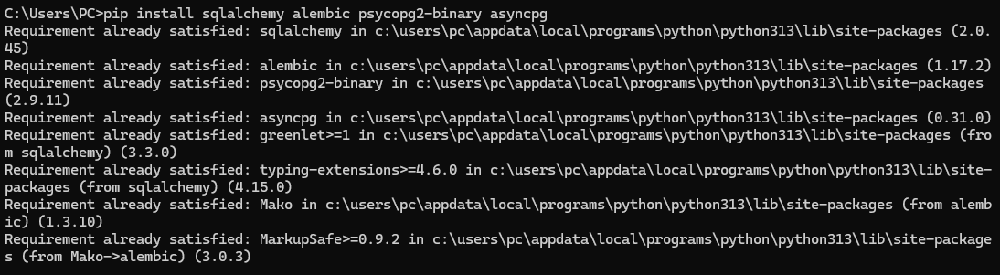 C:\Users\PC>pip install sqlalchemy alembic psycopg2-binary asyncpg
Requirement already satisfied: sqlalchemy in c:\users\pc\appdata\local\programs\python\python313\lib\site-packages (2.0.
45)
Requirement already satisfied: alembic in c:\users\pc\appdata\local\programs\python\python313\lib\site-packages (1.17.2)
Requirement already satisfied: psycopg2-binary in c:\users\pc\appdata\local\programs\python\python313\lib\site-packages
(2.9.11)
Requirement already satisfied: asyncpg in c:\users\pc\appdata\local\programs\python\python313\lib\site-packages (0.31.0)
Requirement already satisfied: greenlet>=1 in c:\users\pc\appdata\local\programs\python\python313\lib\site-packages (fro
m sqlalchemy) (3.3.0)
Requirement already satisfied: typing-extensions>=4.6.0 in c:\users\pc\appdata\local\programs\python\python313\lib\site-
packages (from sqlalchemy) (4.15.0)
Requirement already satisfied: Mako in c:\users\pc\appdata\local\programs\python\python313\lib\site-packages (from alemb
ic) (1.3.10)
Requirement already satisfied: MarkupSafe>=0.9.2 in c:\users\pc\appdata\local\programs\python\python313\lib\site-package
s (from Mako->alembic) (3.0.3)